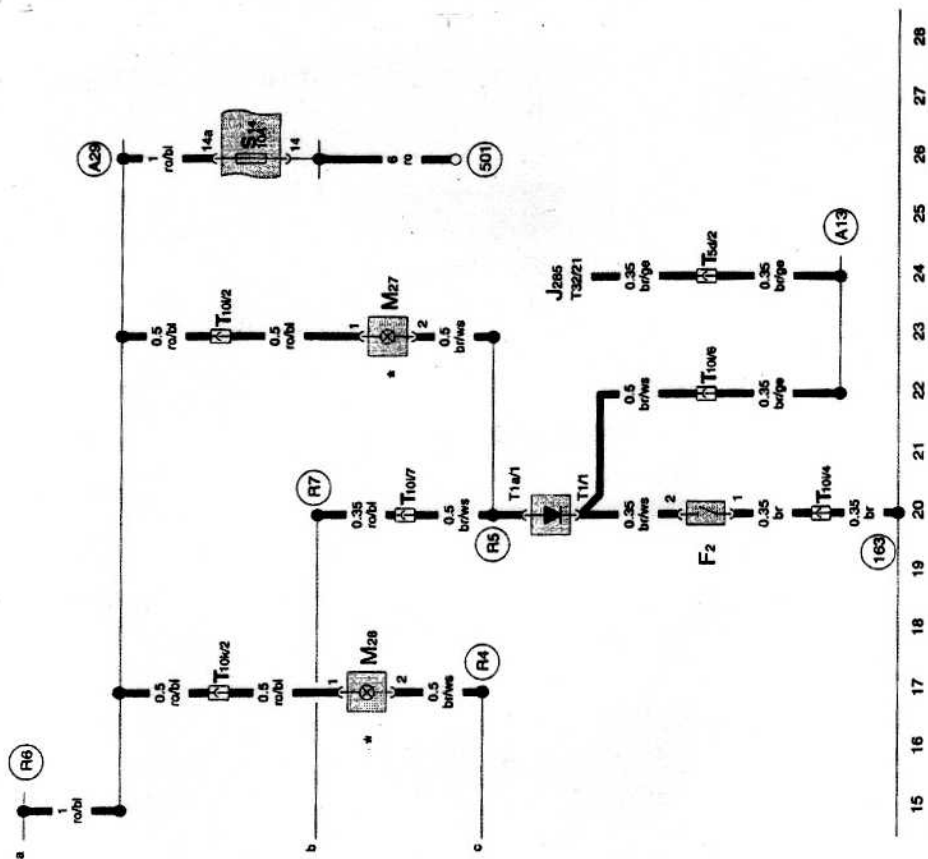 a
R6
1
ro/bl
b
c
0.5
ro/bl
T10k/2
0.5
ro/bl
1
M28
*
2
0.5
br/ws
R4
R7
0.35
ro/bl
T10l/7
0.5
br/ws
R5
T1a/1
T1/1
0.35
br/ws
2
F2
1
0.35
br
T10l/4
0.35
br
163
0.5
ro/bl
T10l/2
0.5
ro/bl
1
M27
*
2
0.5
br/ws
0.5
br/ws
T10l/6
0.35
br/ge
J285
T32/21
0.35
br/ge
T5d/2
0.35
br/ge
A13
A29
1
ro/bl
14a
S14
10A
14
6
ro
501
15 16 17 18 19 20 21 22 23 24 25 26 27 28